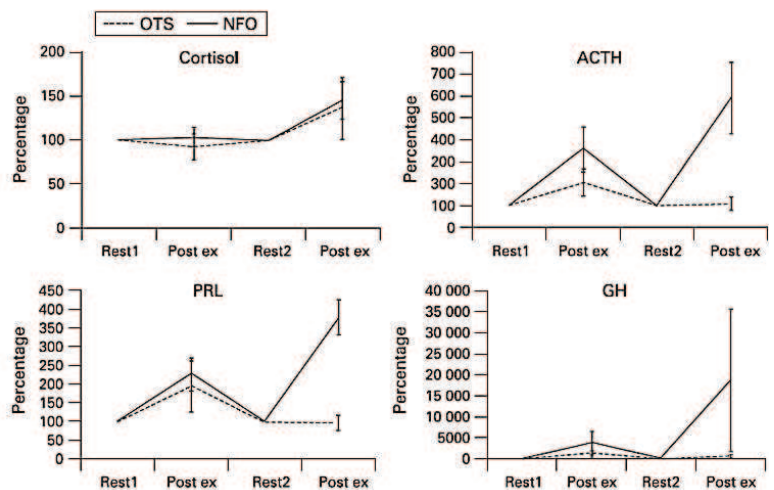 OTS NFO
Cortisol
Percentage
200
150
100
50
0
Rest1 Post ex Rest2 Post ex
ACTH
Percentage
800
700
600
500
400
200
300
100
0
Rest1 Post ex Rest2 Post ex
PRL
Percentage
450
400
350
300
250
200
150
100
50
0
Rest1 Post ex Rest2 Post ex
GH
Percentage
40 000
35 000
30 000
25 000
20 000
15 000
10 000
5000
0
Rest1 Post ex Rest2 Post ex